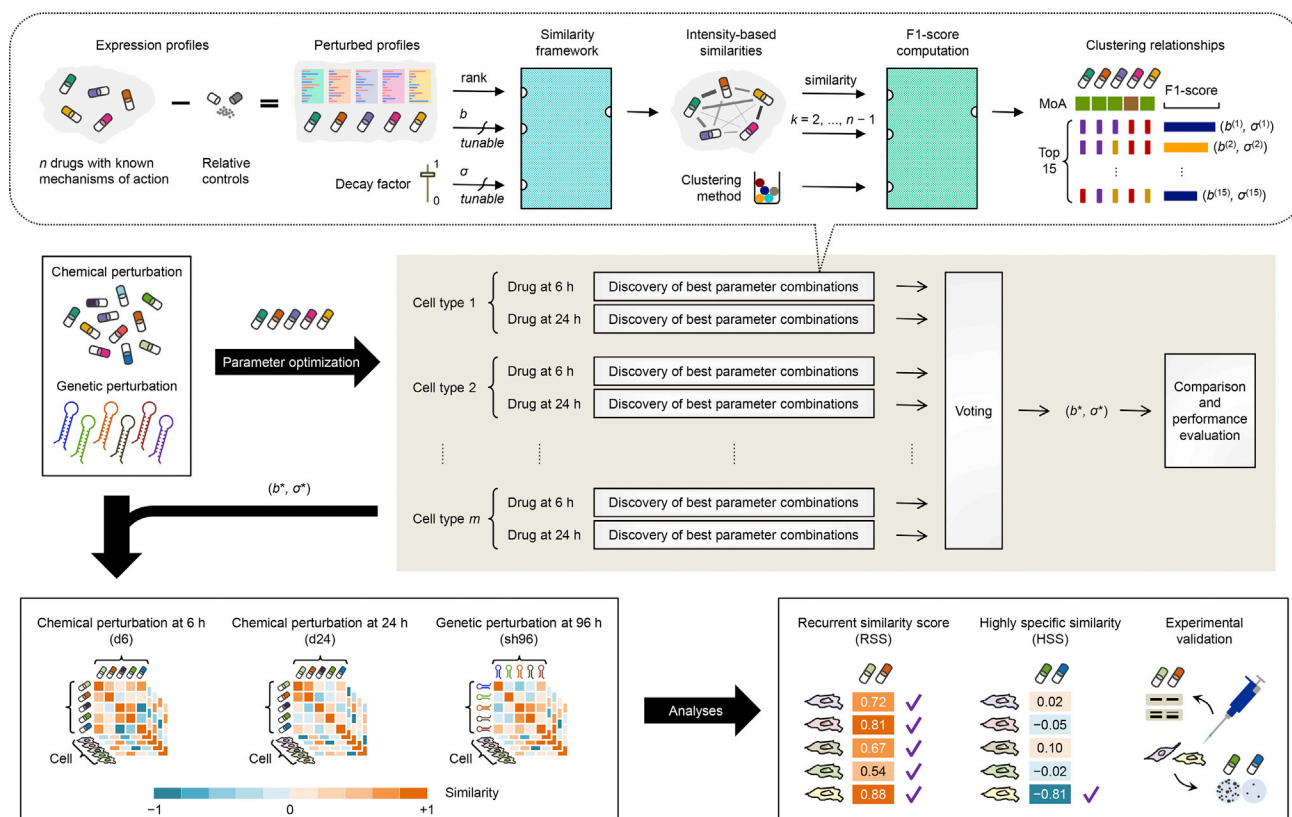 Expression profiles
n drugs with known
mechanisms of action
Relative
controls
Perturbed profiles
rank
b
tunable
Decay factor
1
0
σ
tunable
Similarity
framework
Intensity-based
similarities
similarity
k = 2, ..., n − 1
Clustering
method
F1-score
computation
Clustering relationships
MoA
F1-score
Top
15
(b(1), σ(1))
(b(2), σ(2))
(b(15), σ(15))
Chemical perturbation
Genetic perturbation
Parameter optimization
Cell type 1
Drug at 6 h
Discovery of best parameter combinations
Drug at 24 h
Discovery of best parameter combinations
Cell type 2
Drug at 6 h
Discovery of best parameter combinations
Drug at 24 h
Discovery of best parameter combinations
Cell type m
Drug at 6 h
Discovery of best parameter combinations
Drug at 24 h
Discovery of best parameter combinations
Voting
(b*, σ*)
Comparison
and
performance
evaluation
(b*, σ*)
Chemical perturbation at 6 h
(d6)
Cell
Chemical perturbation at 24 h
(d24)
Cell
Genetic perturbation at 96 h
(sh96)
Cell
Similarity
−1
0
+1
Analyses
Recurrent similarity score
(RSS)
0.72
0.81
0.67
0.54
0.88
Highly specific similarity
(HSS)
0.02
−0.05
0.10
−0.02
−0.81
Experimental
validation